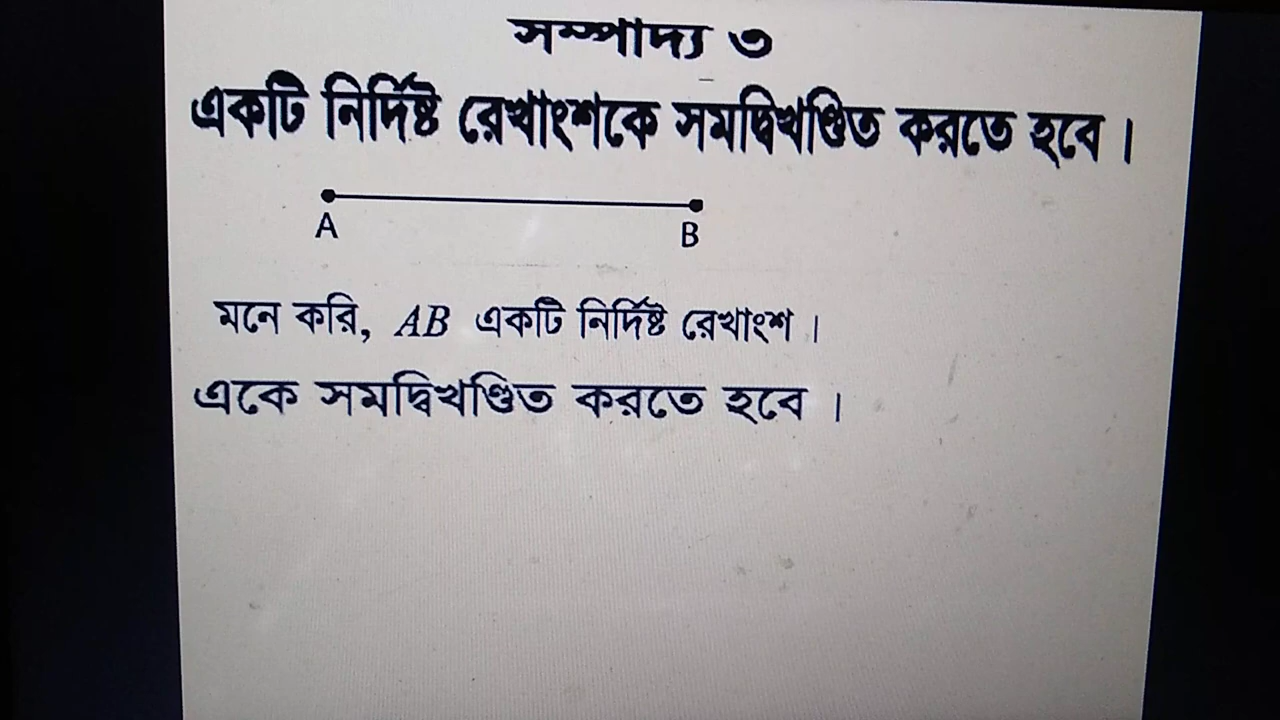 সম্পাদ্য ৩
একটি নির্দিষ্ট রেখাংশকে সমদ্বিখণ্ডিত করতে হবে।
A B
মনে করি, AB একটি নির্দিষ্ট রেখাংশ।
একে সমদ্বিখণ্ডিত করতে হবে।